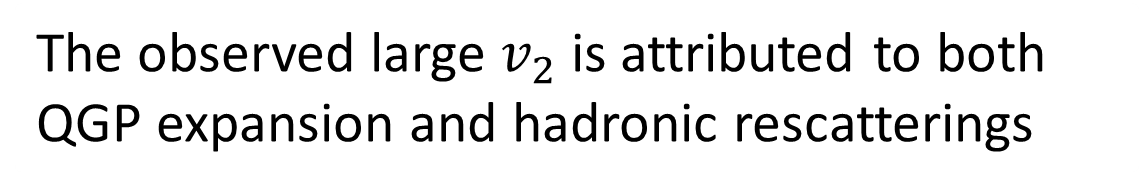 The observed large 𝑣₂ is attributed to both
QGP expansion and hadronic rescatterings